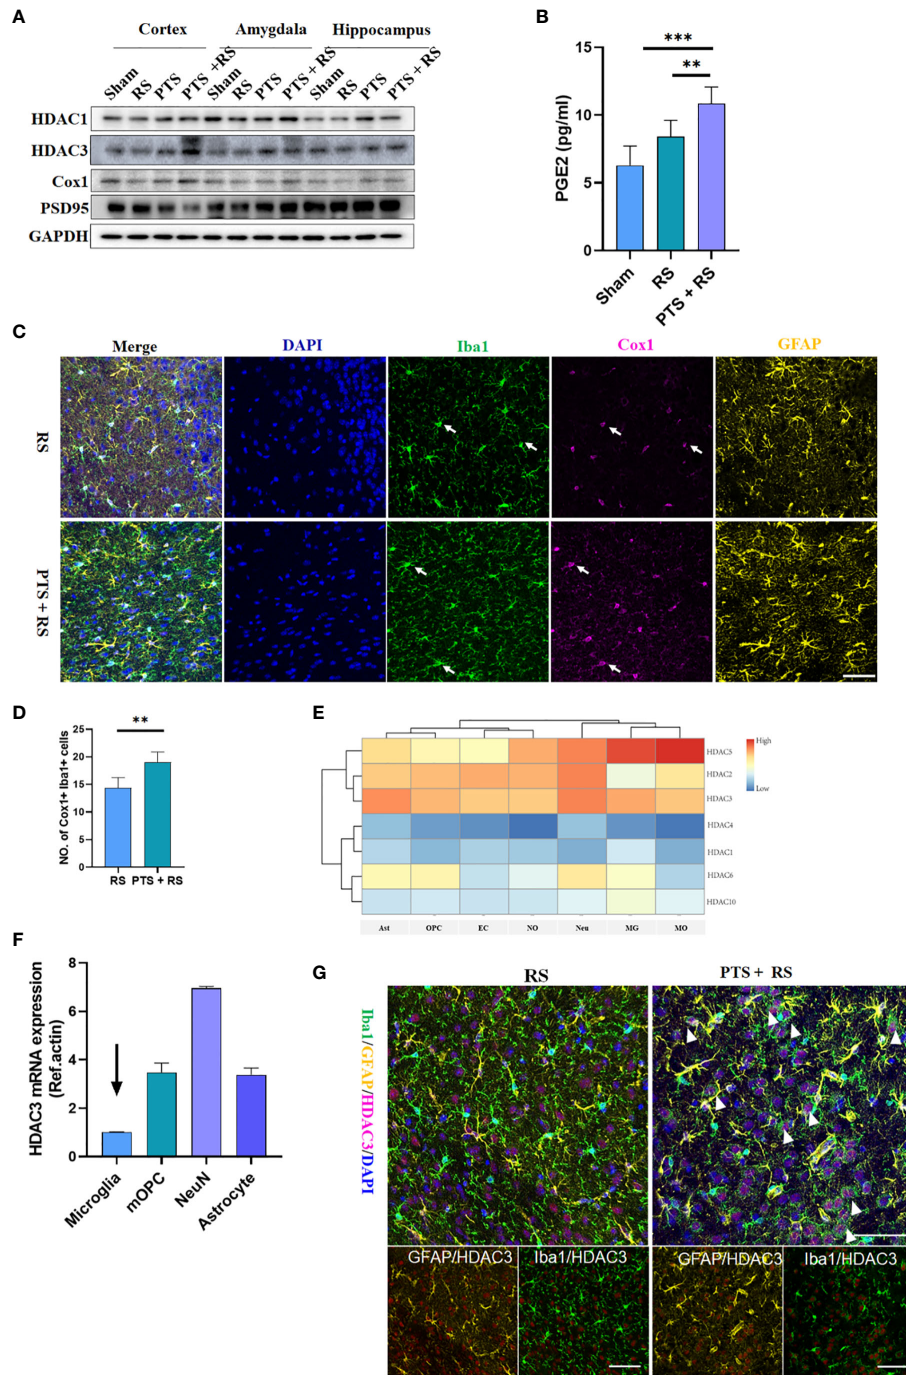 A
Cortex Amygdala Hippocampus
Sham RS PTS PTS +RS Sham RS PTS PTS + RS Sham RS PTS PTS + RS
HDAC1
HDAC3
Cox1
PSD95
GAPDH
B
PGE2 (pg/ml)
15
10
5
0
***
**
Sham RS PTS + RS
C
Merge DAPI Iba1 Cox1 GFAP
RS
PTS + RS
D
NO. of Cox1+ Iba1+ cells
25
20
15
10
5
0
**
RS PTS + RS
E
HDAC5
HDAC2
HDAC3
HDAC4
HDAC1
HDAC6
HDAC10
High
Low
Ast OPC EC NO Neu MG MO
F
HDAC3 mRNA expression
(Ref.actin)
8
6
4
2
0
Microglia mOPC NeuN Astrocyte
G
RS PTS + RS
Iba1/GFAP/HDAC3/DAPI
GFAP/HDAC3 Iba1/HDAC3 GFAP/HDAC3 Iba1/HDAC3